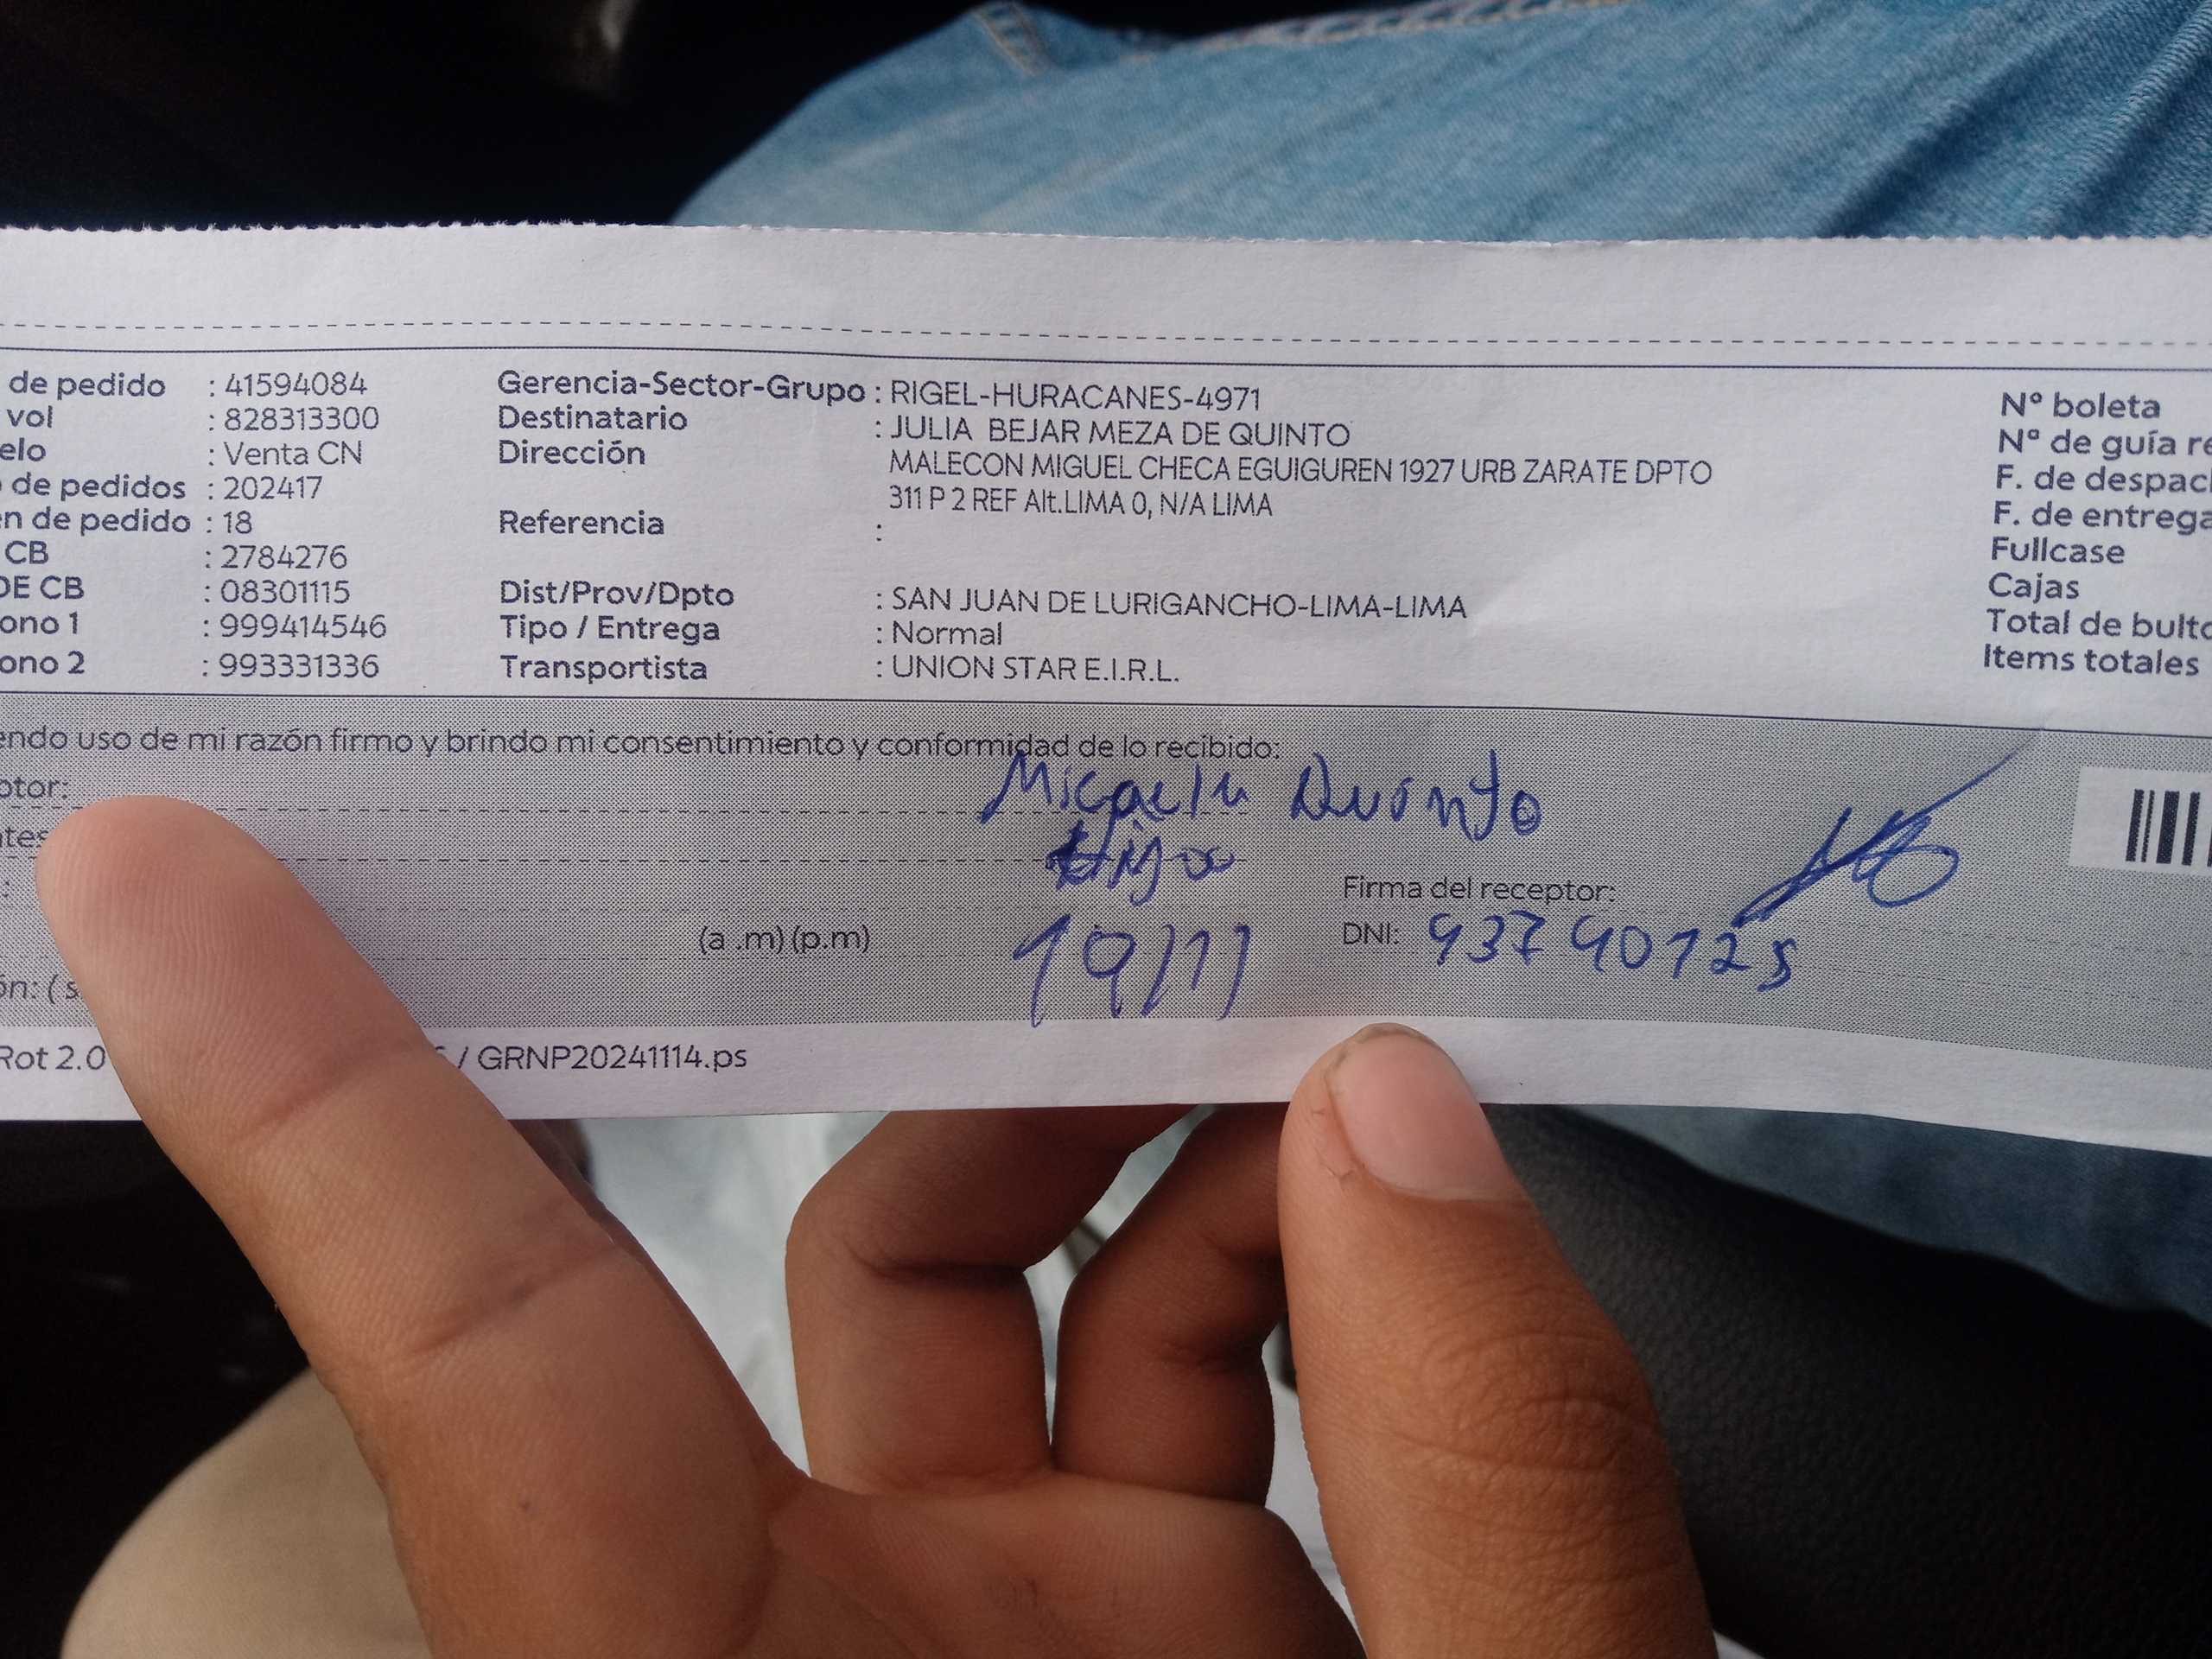 de pedido : 41594084
vol : 828313300
elo : Venta CN
de pedidos : 202417
en de pedido : 18
CB : 2784276
DE CB : 08301115
ono 1 : 999414546
ono 2 : 993331336
Gerencia-Sector-Grupo : RIGEL-HURACANES-4971
Destinatario : JULIA BEJAR MEZA DE QUINTO
Dirección MALECON MIGUEL CHECA EGUIGUREN 1927 URB ZARATE DPTO
311 P 2 REF Alt.LIMA 0, N/A LIMA
Referencia :
Dist/Prov/Dpto : SAN JUAN DE LURIGANCHO-LIMA-LIMA
Tipo / Entrega : Normal
Transportista : UNION STAR E.I.R.L.
Nº boleta
Nº de guía re
F. de despac
F. de entrega
Fullcase
Cajas
Total de bulto
Items totales
endo uso de mi razón firmo y brindo mi consentimiento y conformidad de lo recibido:
ptor: Micaela Quinto
ntes
:
Firma del receptor:
(a .m) (p.m) 19/11 DNI:
ón: ( s
Rot 2.0 / GRNP20241114.ps